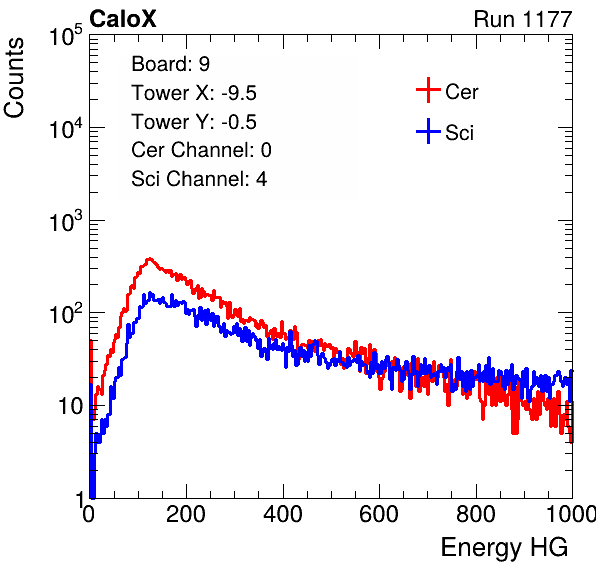 CaloX Run 1177
Counts
Board: 9
Tower X: -9.5
Tower Y: -0.5
Cer Channel: 0
Sci Channel: 4
Cer
Sci
10^5
10^4
10^3
10^2
10
1
0 200 400 600 800 1000
Energy HG